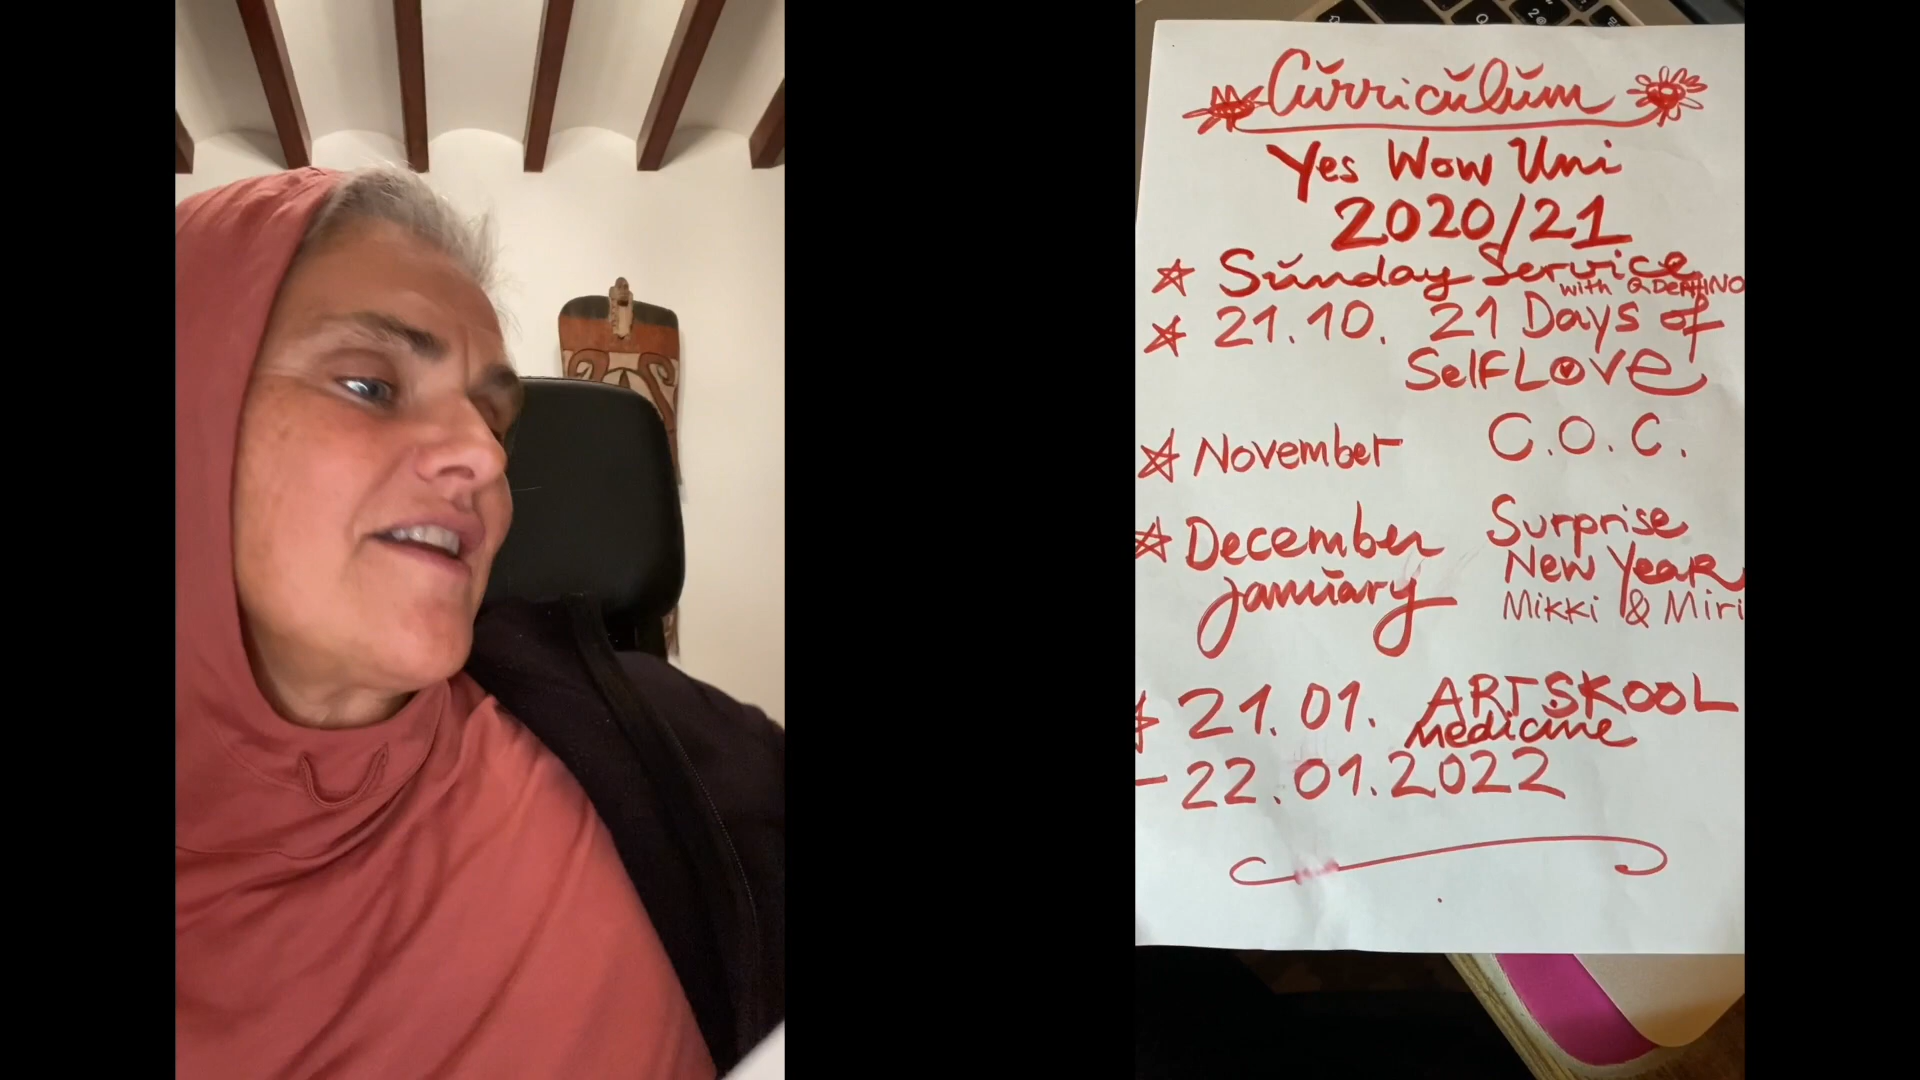 Curriculum
Yes Wow Uni
2020/21
Sunday Service
with
21.10. 21 Days of
SelfLove
November C.O.C.
December Surprise
New Year
January Mikki & Miri
21.01. ARTSKOOL
Medicine
- 22.01.2022